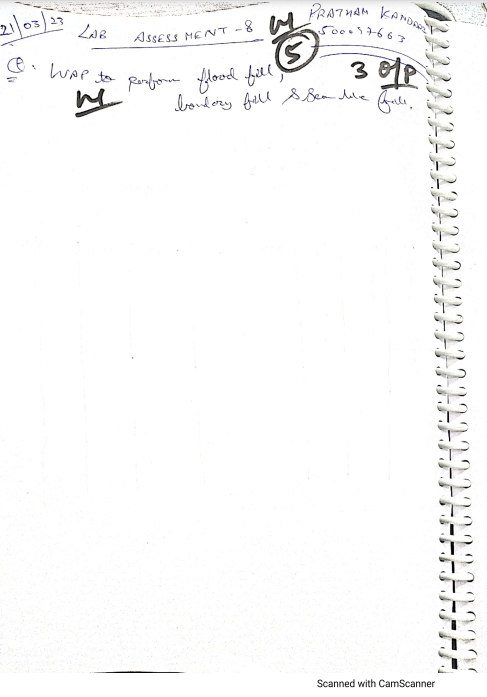 21/03/23 LAB ASSESSMENT - 8 PRATHAM KANDARI
500097663
5
Q: WAP to perform flood fill, 3 O/P
boundary fill & Scan line fill.
Scanned with CamScanner